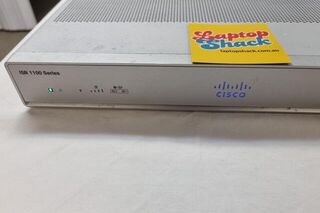 Laptop
Shack
laptopshack.com.au
ISR 1100 Series
CISCO